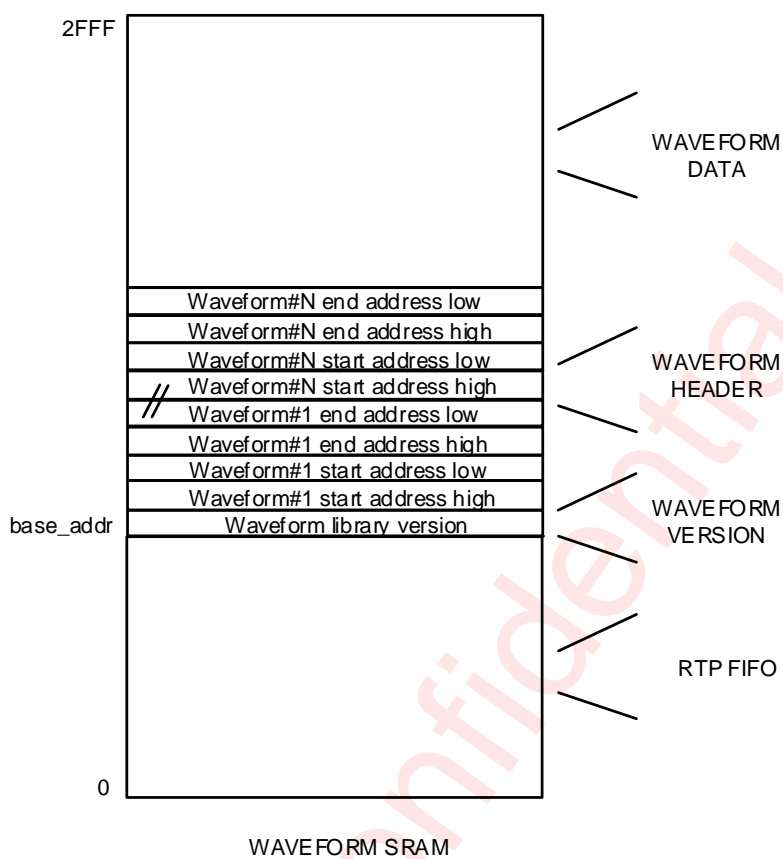 2FFF
WAVEFORM
DATA
Waveform#N end address low
Waveform#N end address high
Waveform#N start address low
Waveform#N start address high
WAVEFORM
HEADER
Waveform#1 end address low
Waveform#1 end address high
Waveform#1 start address low
Waveform#1 start address high
base_addr
Waveform library version
WAVEFORM
VERSION
RTP FIFO
0
WAVEFORM SRAM
onfidential